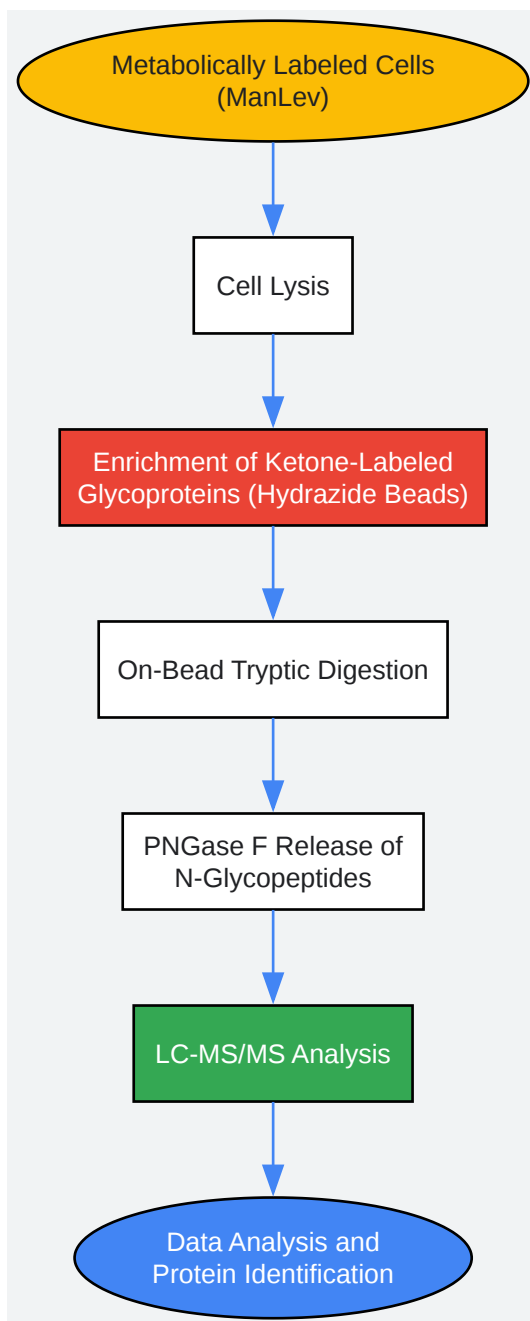 Metabolically Labeled Cells
(ManLev)
Cell Lysis
Enrichment of Ketone-Labeled
Glycoproteins (Hydrazide Beads)
On-Bead Tryptic Digestion
PNGase F Release of
N-Glycopeptides
LC-MS/MS Analysis
Data Analysis and
Protein Identification